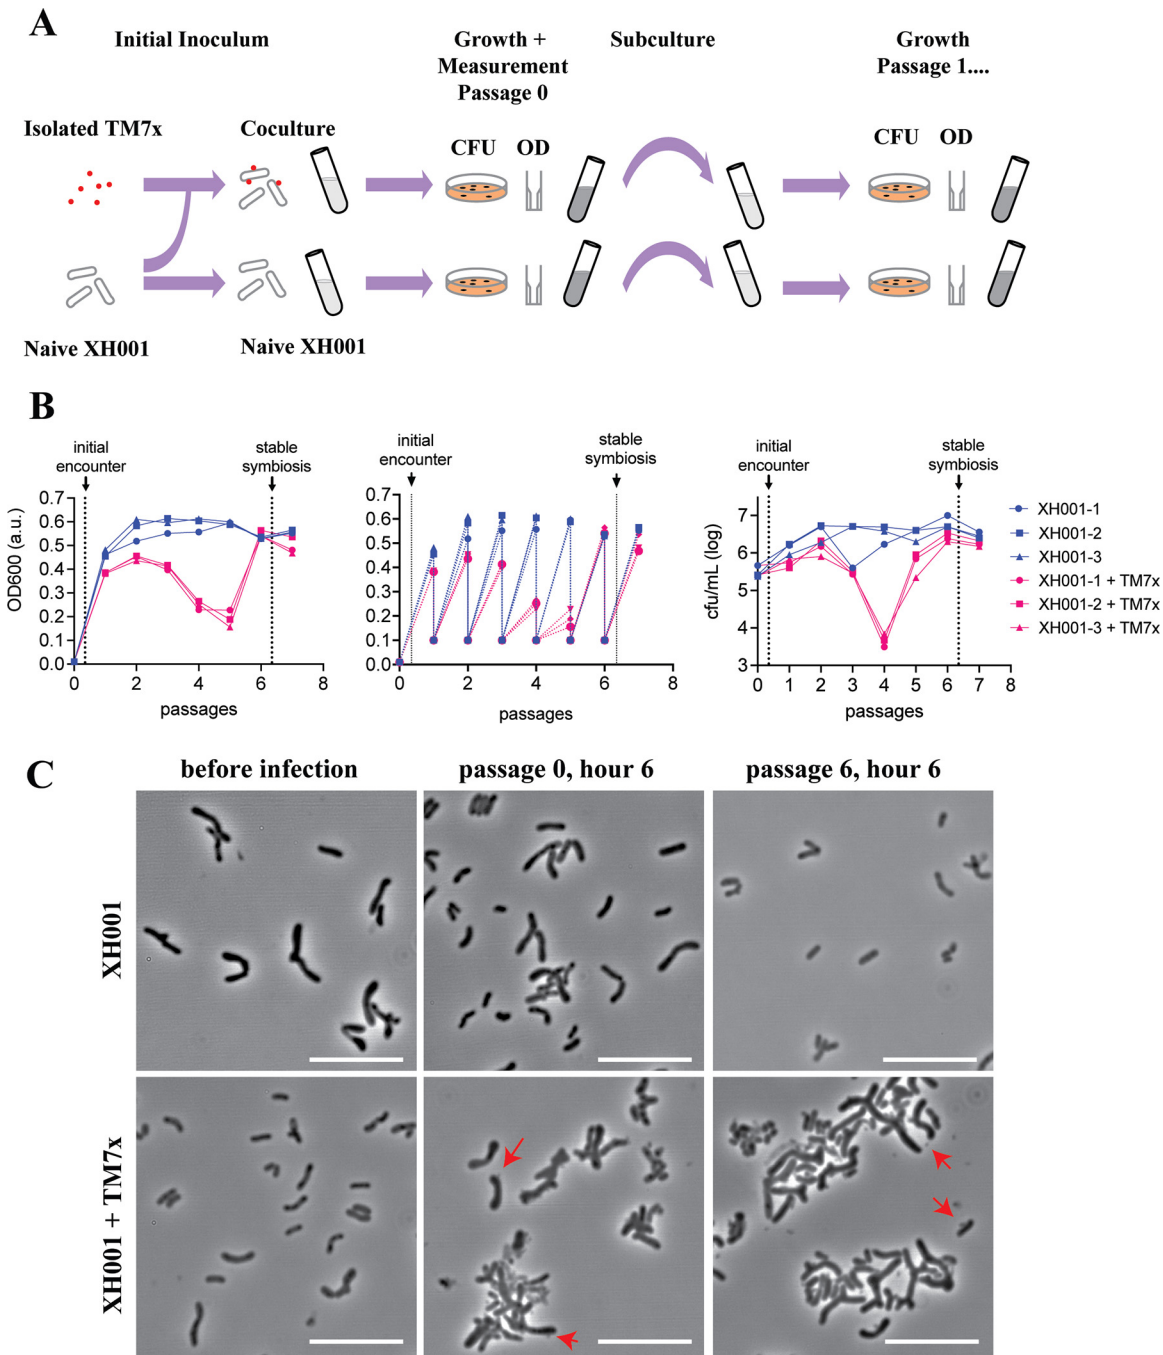 A
Initial Inoculum
Growth +
Measurement
Passage 0
Subculture
Growth
Passage 1....
Isolated TM7x
Coculture
CFU
OD
CFU
OD
Naive XH001
Naive XH001
B
initial
encounter
stable
symbiosis
OD600 (a.u.)
0.7
0.6
0.5
0.4
0.3
0.2
0.1
0.0
0 2 4 6 8
passages
initial
encounter
stable
symbiosis
0.7
0.6
0.5
0.4
0.3
0.2
0.1
0.0
0 2 4 6 8
passages
initial
encounter
stable
symbiosis
cfu/mL (log)
7
6
5
4
3
0 1 2 3 4 5 6 7 8
passages
XH001-1
XH001-2
XH001-3
XH001-1 + TM7x
XH001-2 + TM7x
XH001-3 + TM7x
C
before infection
passage 0, hour 6
passage 6, hour 6
XH001
XH001 + TM7x